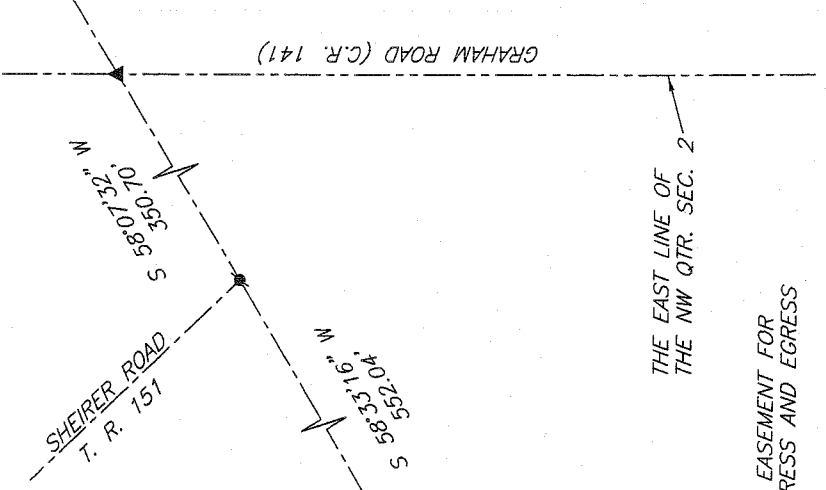 GRAHAM ROAD (C.R. 141)
S 58°07'32" W
350.70'
SHEIRER ROAD
T. R. 151
S 58°33'16" W
552.04'
THE EAST LINE OF
THE NW QTR. SEC. 2
EASEMENT FOR
RESS AND EGRESS